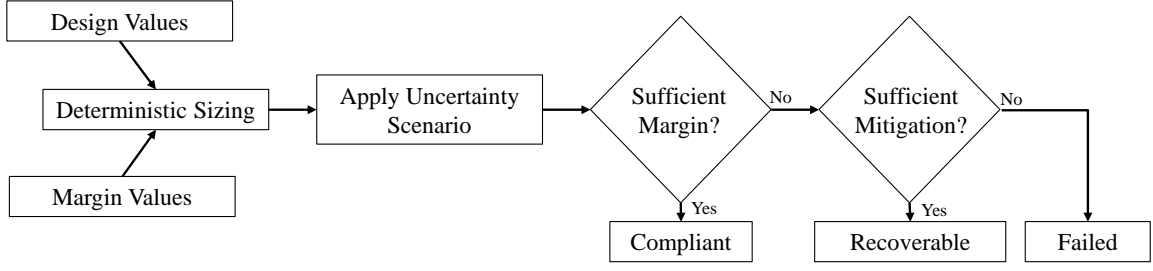 Design Values
Deterministic Sizing
Margin Values
Apply Uncertainty
Scenario
Sufficient
Margin?
No
Yes
Compliant
Sufficient
Mitigation?
No
Yes
Recoverable
Failed